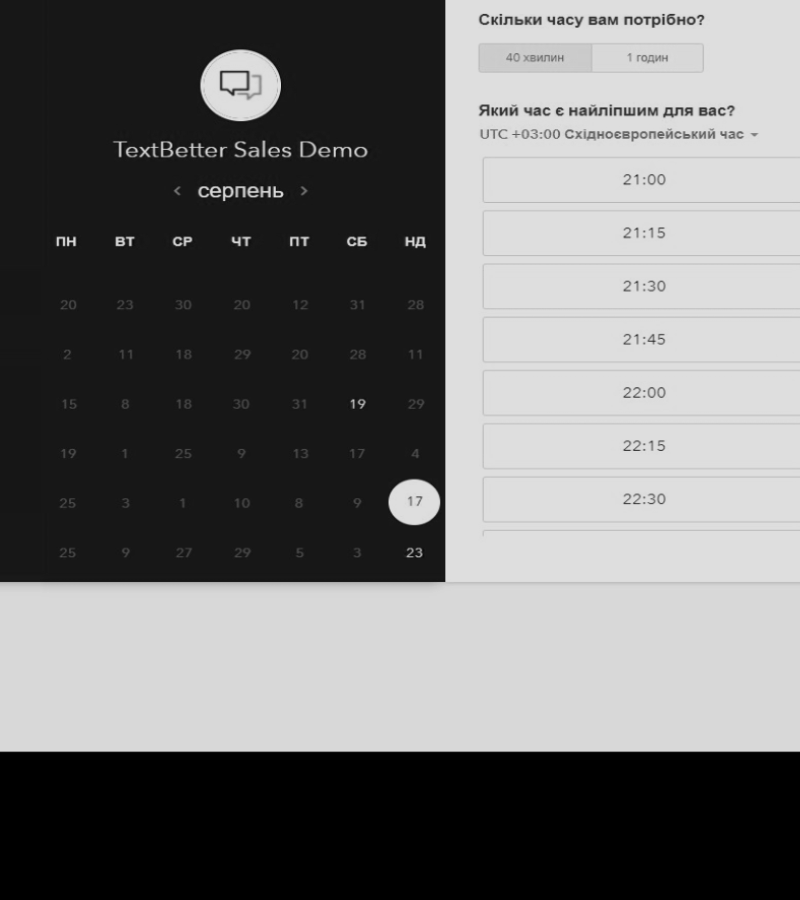 TextBetter Sales Demo
серпень
ПН ВТ СР ЧТ ПТ СБ НД
20 23 30 20 12 31 28
2 11 18 29 20 28 11
15 8 18 30 31 19 29
19 1 25 9 13 17 4
25 3 1 10 8 9 17
25 9 27 29 5 3 23
Скільки часу вам потрібно?
40 хвилин 1 годин
Який час є найліпшим для вас?
UTC +03:00 Східноєвропейський час
21:00
21:15
21:30
21:45
22:00
22:15
22:30